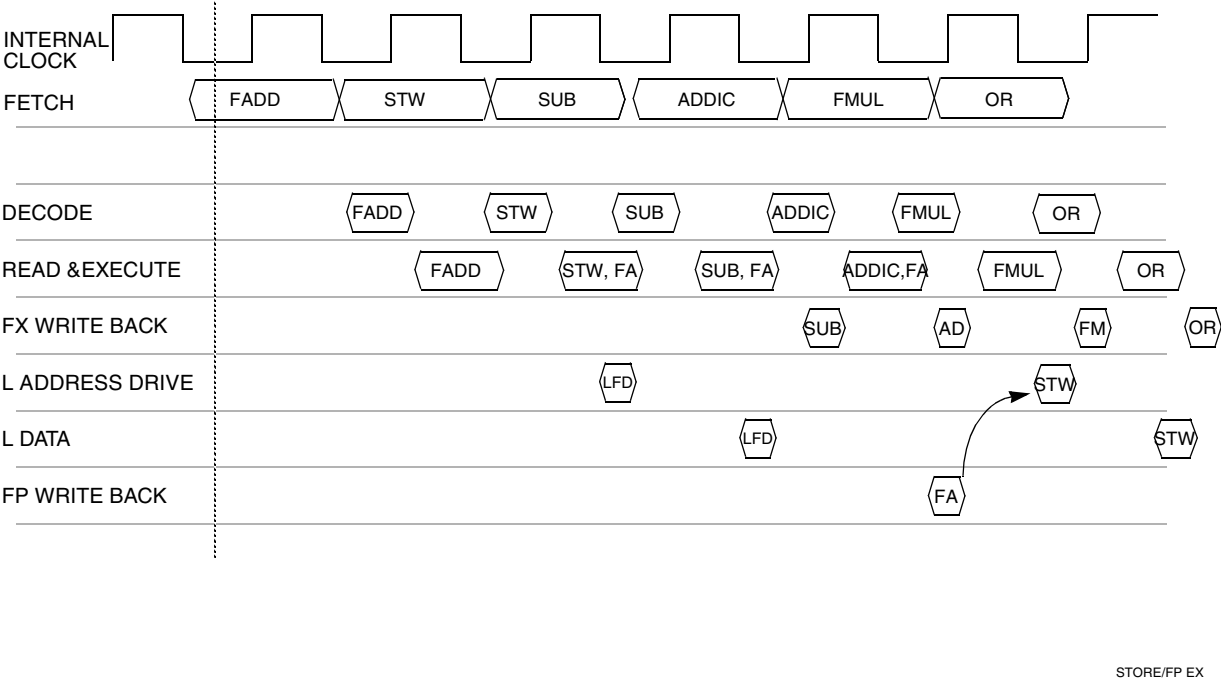 INTERNAL
CLOCK
FETCH FADD STW SUB ADDIC FMUL OR
DECODE FADD STW SUB ADDIC FMUL OR
READ &EXECUTE FADD STW, FA SUB, FA ADDIC,FA FMUL OR
FX WRITE BACK SUB AD FM OR
L ADDRESS DRIVE LFD STW
L DATA LFD STW
FP WRITE BACK FA
STORE/FP EX